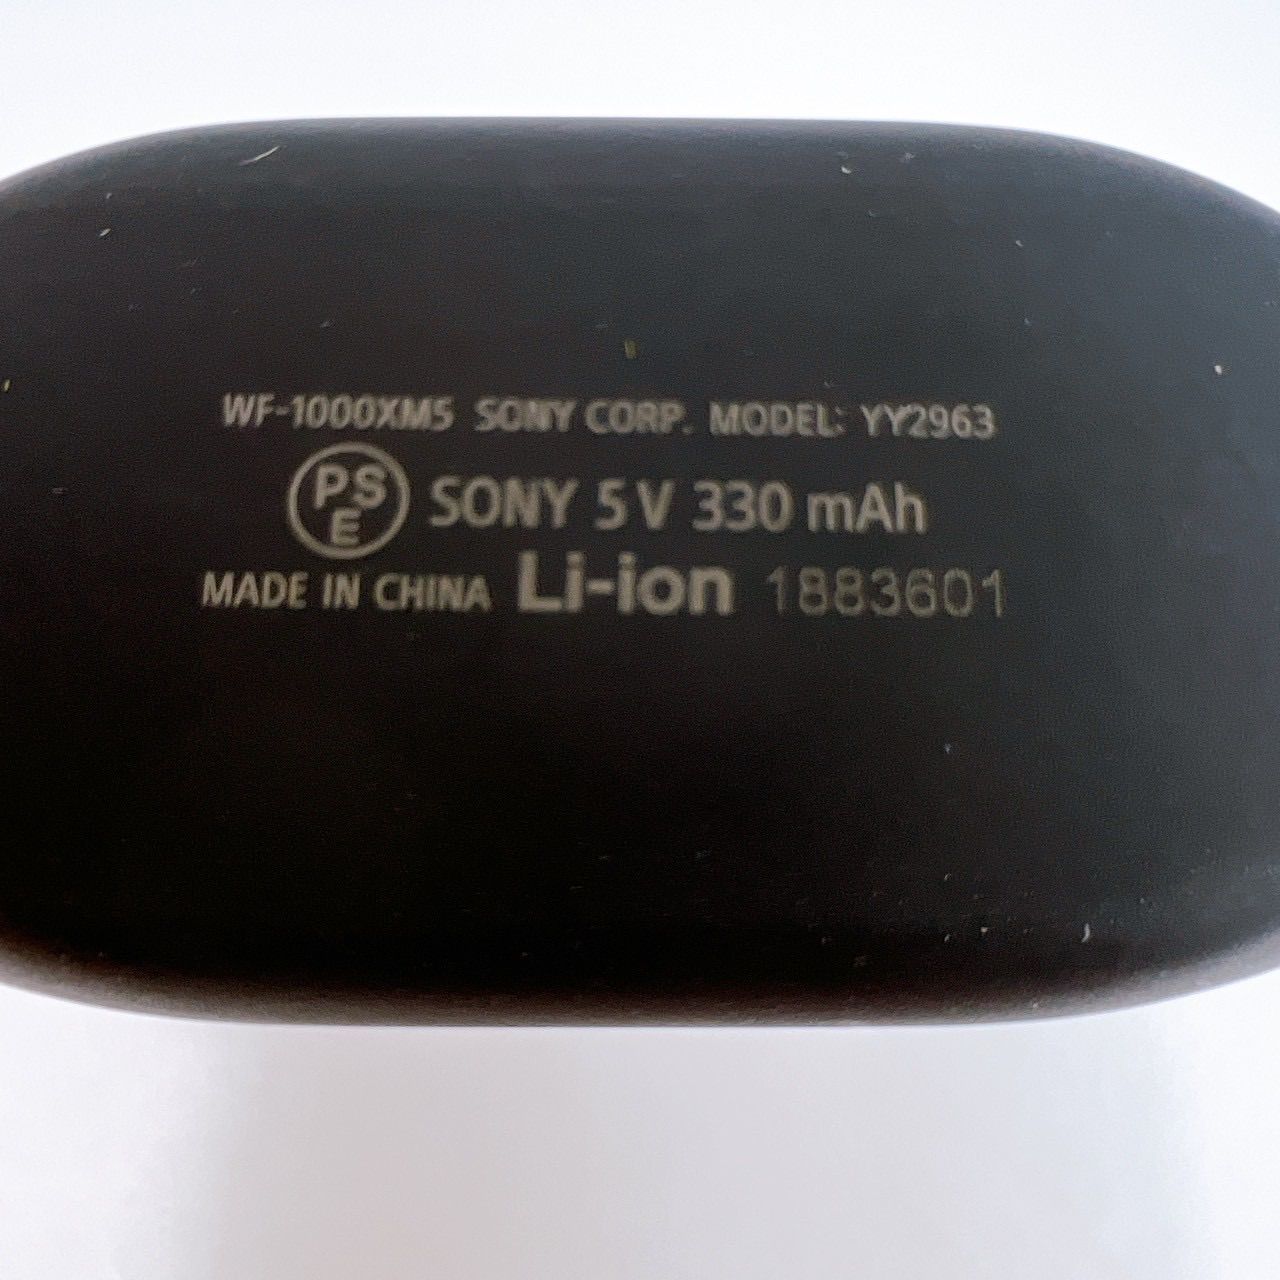 WF-1000XM5 SONY CORP. MODEL: YY2963
PSE SONY 5V 330 mAh
MADE IN CHINA Li-ion 1883601